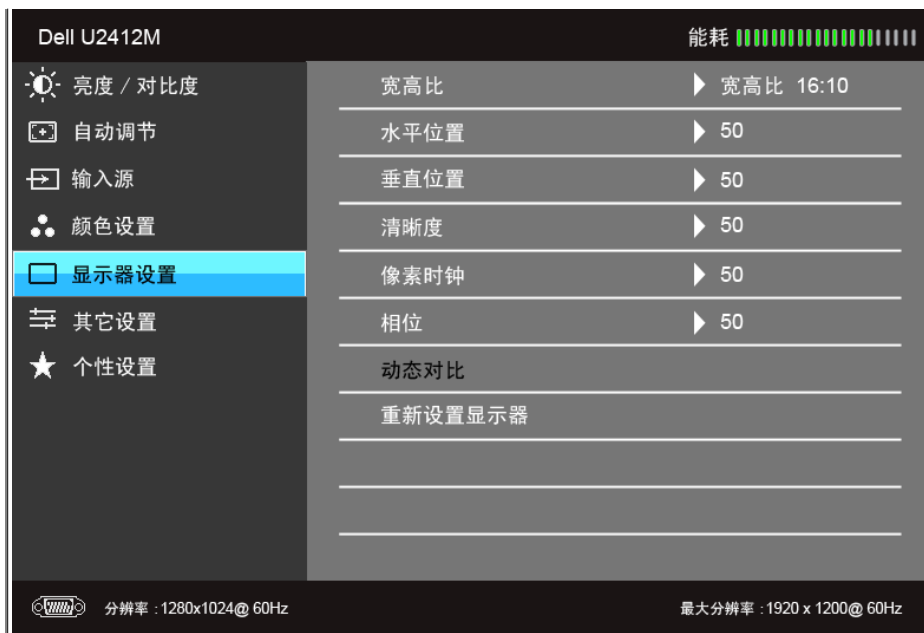 Dell U2412M 能耗
亮度 / 对比度
自动调节
输入源
颜色设置
显示器设置
其它设置
个性设置
宽高比 宽高比 16:10
水平位置 50
垂直位置 50
清晰度 50
像素时钟 50
相位 50
动态对比
重新设置显示器
分辨率 : 1280x1024@ 60Hz
最大分辨率 : 1920 x 1200@ 60Hz